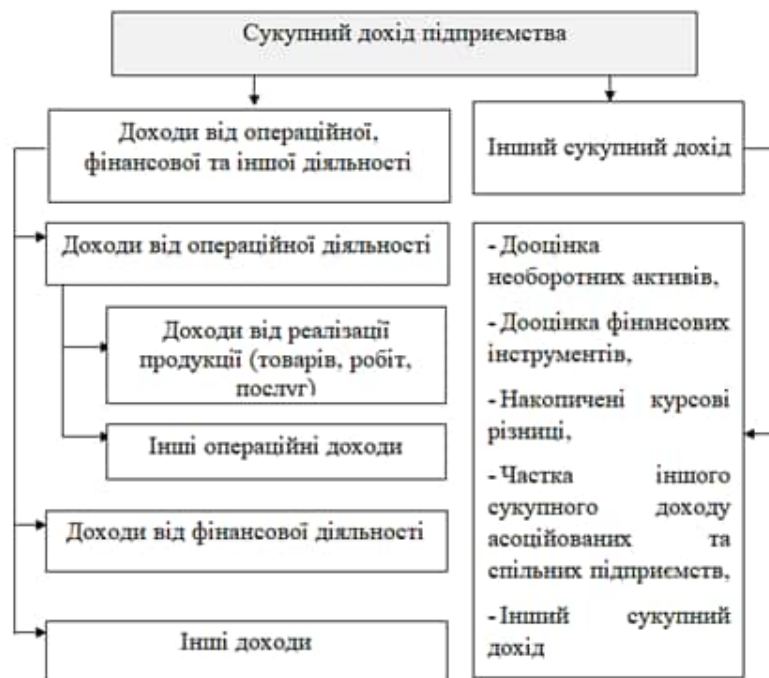 Сукупний дохід підприємства
Доходи від операційної,
фінансової та іншої діяльності
Інший сукупний дохід
Доходи від операційної діяльності
Доходи від реалізації
продукції (товарів, робіт,
послуг)
Інші операційні доходи
Доходи від фінансової діяльності
Інші доходи
- Дооцінка
необоротних активів,
- Дооцінка фінансових
інструментів,
- Накопичені курсові
різниці,
- Частка іншого
сукупного доходу
асоційованих та
спільних підприємств,
- Інший сукупний
дохід